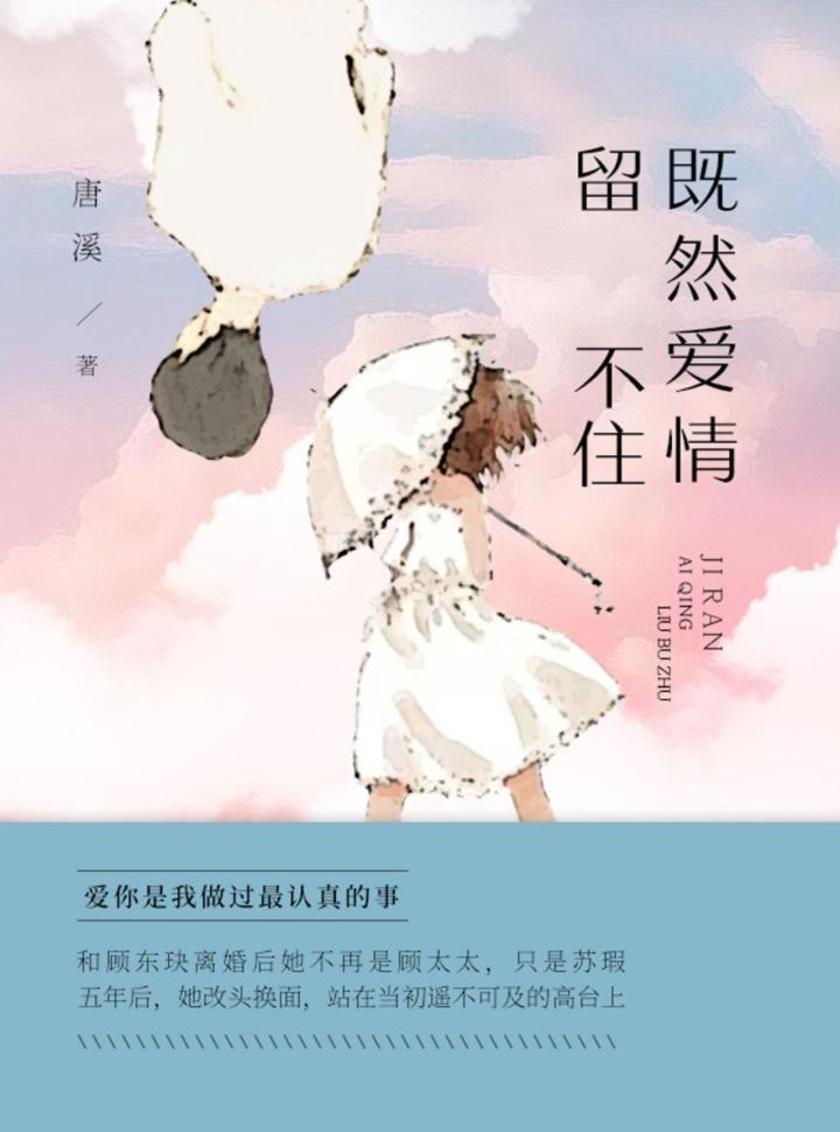 既然爱情
留不住
JI RAN
AI QING
LIU BU ZHU
唐溪／著
爱你是我做过最认真的事
和顾东玦离婚后她不再是顾太太，只是苏瑕
五年后，她改头换面，站在当初遥不可及的高台上